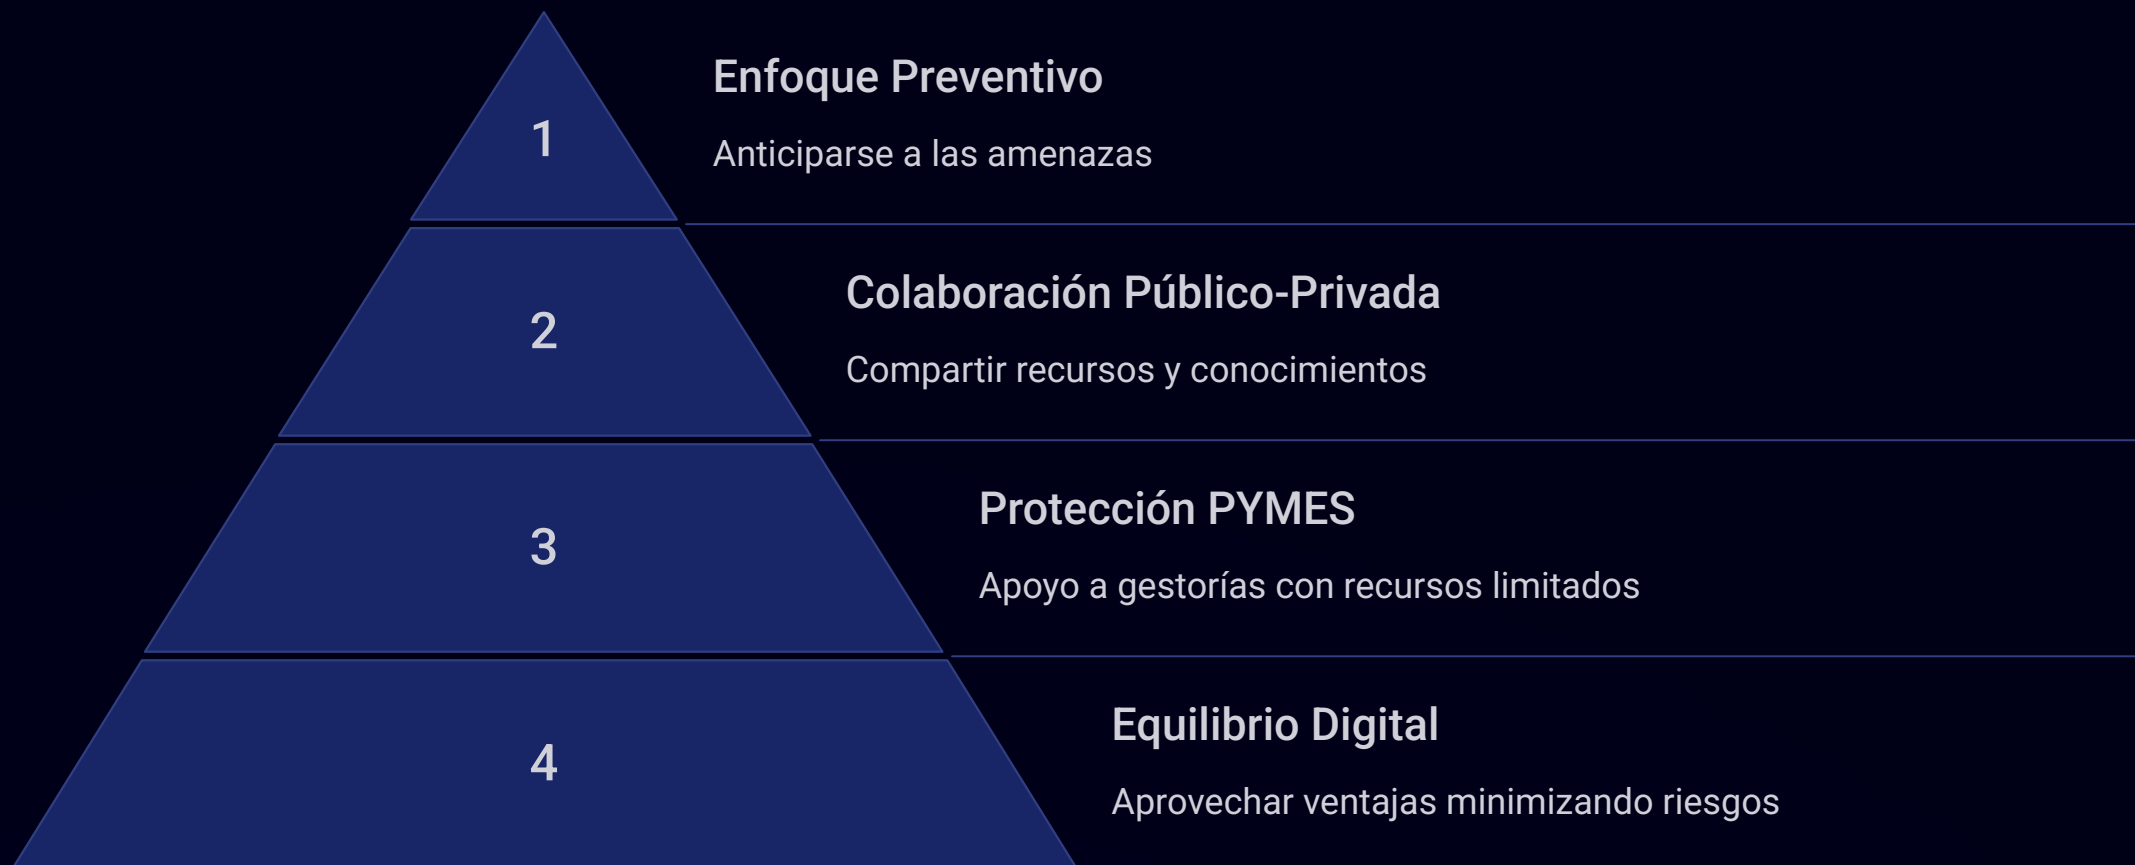 1
Enfoque Preventivo
Anticiparse a las amenazas
2
Colaboración Público-Privada
Compartir recursos y conocimientos
3
Protección PYMES
Apoyo a gestorías con recursos limitados
4
Equilibrio Digital
Aprovechar ventajas minimizando riesgos